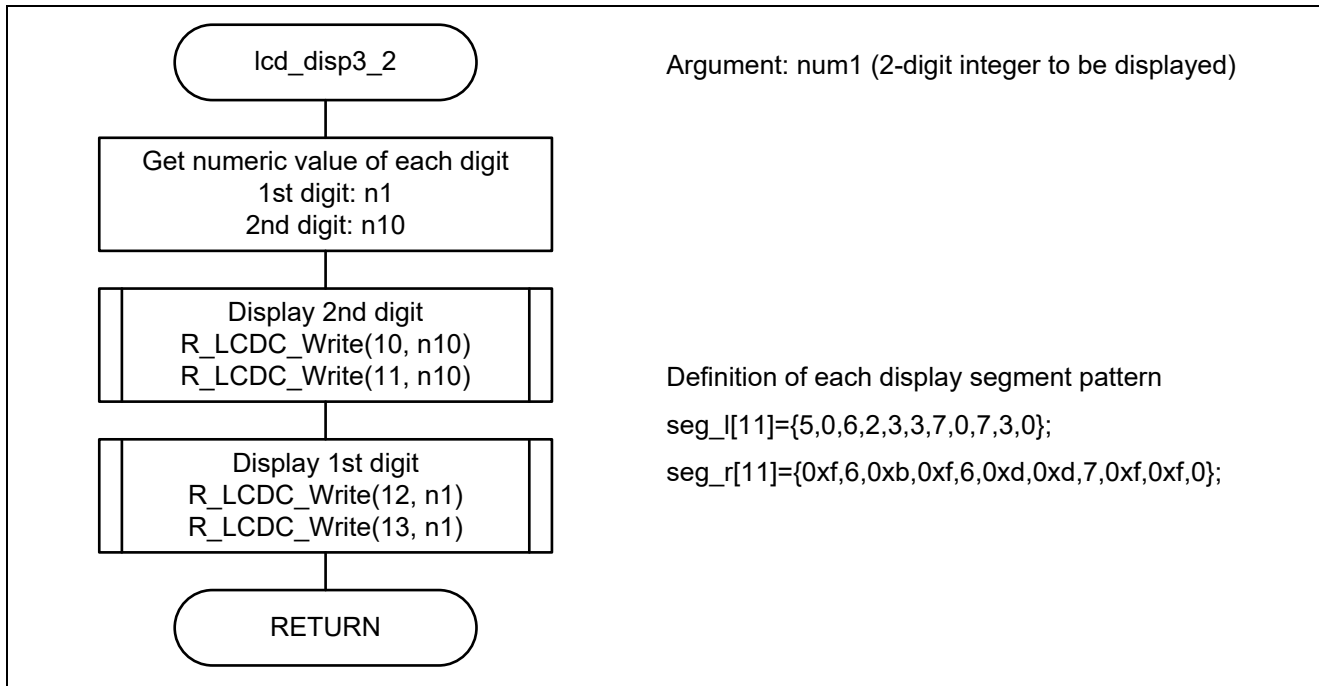 lcd_disp3_2
Argument: num1 (2-digit integer to be displayed)
Get numeric value of each digit
1st digit: n1
2nd digit: n10
Display 2nd digit
R_LCDC_Write(10, n10)
R_LCDC_Write(11, n10)
Definition of each display segment pattern
seg_l[11]={5,0,6,2,3,3,7,0,7,3,0};
seg_r[11]={0xf,6,0xb,0xf,6,0xd,0xd,7,0xf,0xf,0};
Display 1st digit
R_LCDC_Write(12, n1)
R_LCDC_Write(13, n1)
RETURN